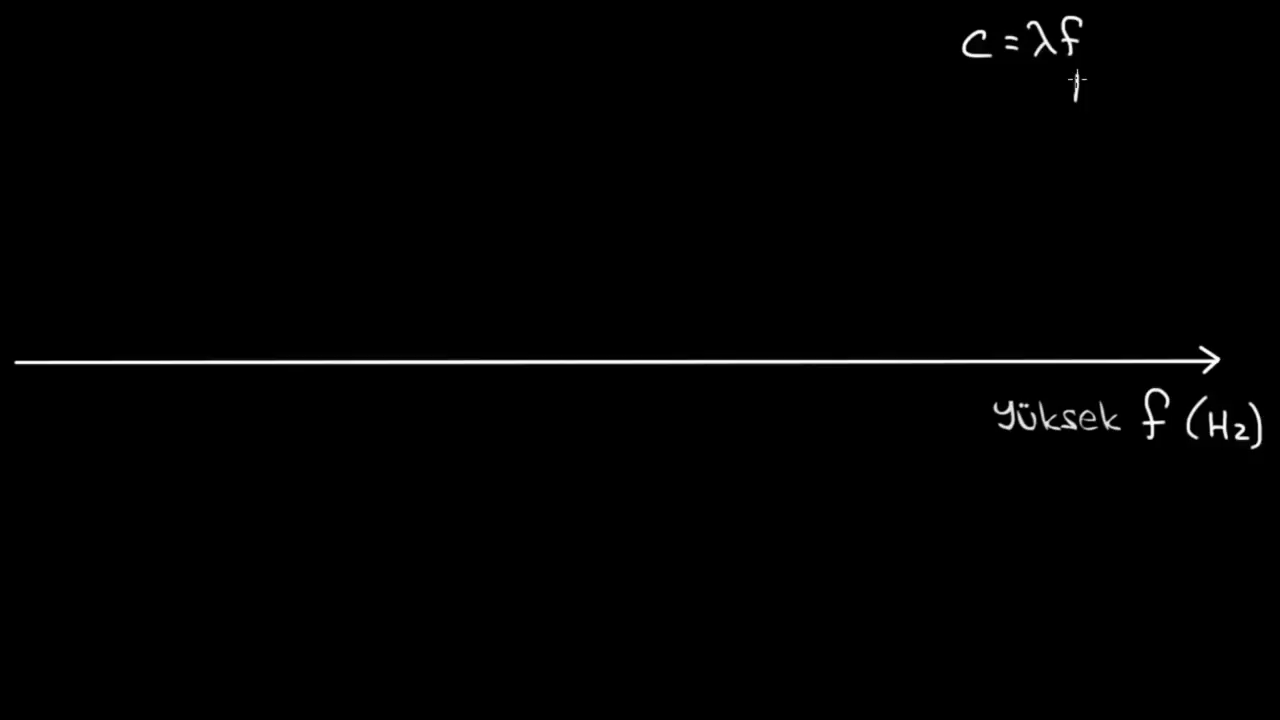 c = λf
yüksek f (Hz)